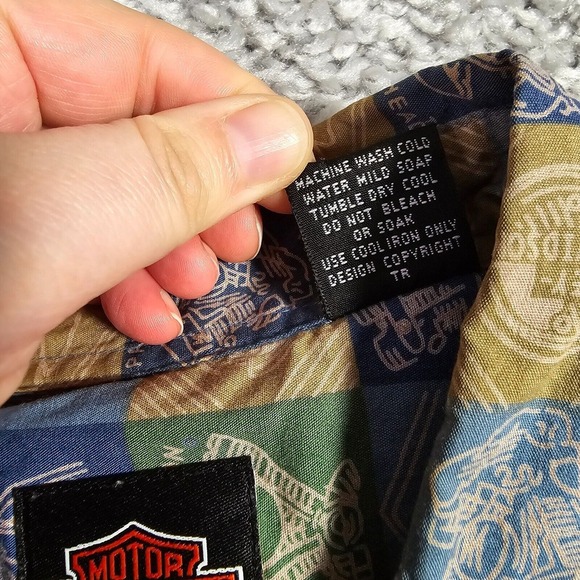 MACHINE WASH COLD
WATER MILD SOAP
TUMBLE DRY COOL
DO NOT BLEACH
OR SOAK
USE COOL IRON ONLY
DESIGN COPYRIGHT
TR
MOTOR